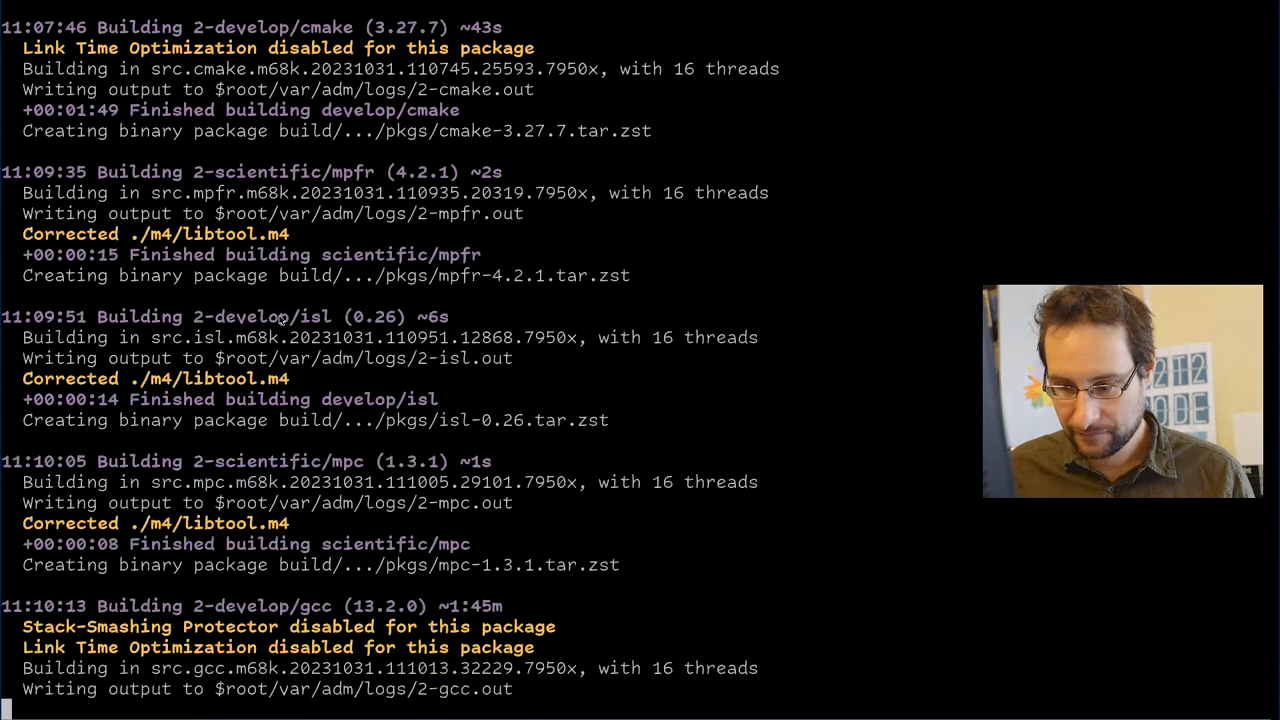 11:07:46 Building 2-develop/cmake (3.27.7) ~43s
Link Time Optimization disabled for this package
Building in src.cmake.m68k.20231031.110745.25593.7950x, with 16 threads
Writing output to $root/var/adm/logs/2-cmake.out
+00:01:49 Finished building develop/cmake
Creating binary package build/.../pkgs/cmake-3.27.7.tar.zst
11:09:35 Building 2-scientific/mpfr (4.2.1) ~2s
Building in src.mpfr.m68k.20231031.110935.20319.7950x, with 16 threads
Writing output to $root/var/adm/logs/2-mpfr.out
Corrected ./m4/libtool.m4
+00:00:15 Finished building scientific/mpfr
Creating binary package build/.../pkgs/mpfr-4.2.1.tar.zst
11:09:51 Building 2-develop/isl (0.26) ~6s
Building in src.isl.m68k.20231031.110951.12868.7950x, with 16 threads
Writing output to $root/var/adm/logs/2-isl.out
Corrected ./m4/libtool.m4
+00:00:14 Finished building develop/isl
Creating binary package build/.../pkgs/isl-0.26.tar.zst
11:10:05 Building 2-scientific/mpc (1.3.1) ~1s
Building in src.mpc.m68k.20231031.111005.29101.7950x, with 16 threads
Writing output to $root/var/adm/logs/2-mpc.out
Corrected ./m4/libtool.m4
+00:00:08 Finished building scientific/mpc
Creating binary package build/.../pkgs/mpc-1.3.1.tar.zst
11:10:13 Building 2-develop/gcc (13.2.0) ~1:45m
Stack-Smashing Protector disabled for this package
Link Time Optimization disabled for this package
Building in src.gcc.m68k.20231031.111013.32229.7950x, with 16 threads
Writing output to $root/var/adm/logs/2-gcc.out